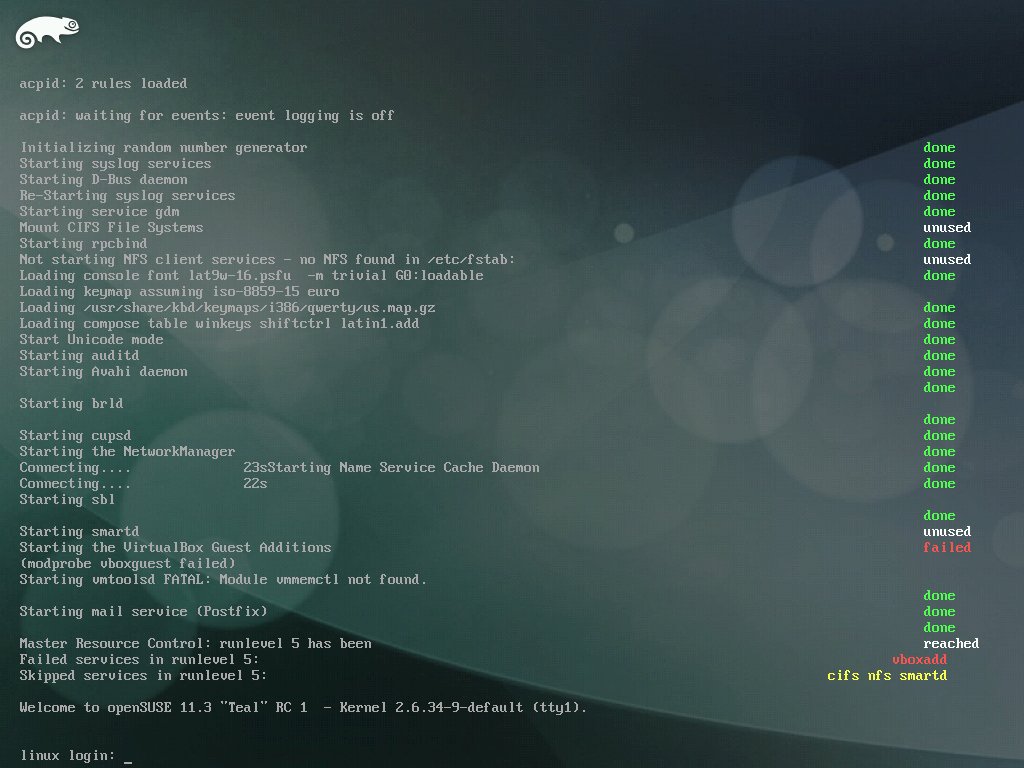 acpid: 2 rules loaded
acpid: waiting for events: event logging is off
Initializing random number generator done
Starting syslog services done
Starting D-Bus daemon done
Re-Starting syslog services done
Starting service gdm done
Mount CIFS File Systems unused
Starting rpcbind done
Not starting NFS client services - no NFS found in /etc/fstab: unused
Loading console font lat9w-16.psfu -m trivial G0:loadable done
Loading keymap assuming iso-8859-15 euro
Loading /usr/share/kbd/keymaps/i386/qwerty/us.map.gz done
Loading compose table winkeys shiftctrl latin1.add done
Start Unicode mode done
Starting auditd done
Starting Avahi daemon done
done
Starting brld
done
Starting cupsd done
Starting the NetworkManager done
Connecting.... 23sStarting Name Service Cache Daemon done
Connecting.... 22s done
Starting sbl
done
Starting smartd unused
Starting the VirtualBox Guest Additions failed
(modprobe vboxguest failed)
Starting vmtoolsd FATAL: Module vmmemctl not found.
done
Starting mail service (Postfix) done
done
Master Resource Control: runlevel 5 has been reached
Failed services in runlevel 5: vboxadd
Skipped services in runlevel 5: cifs nfs smartd
Welcome to openSUSE 11.3 "Teal" RC 1 - Kernel 2.6.34-9-default (tty1).
linux login: _